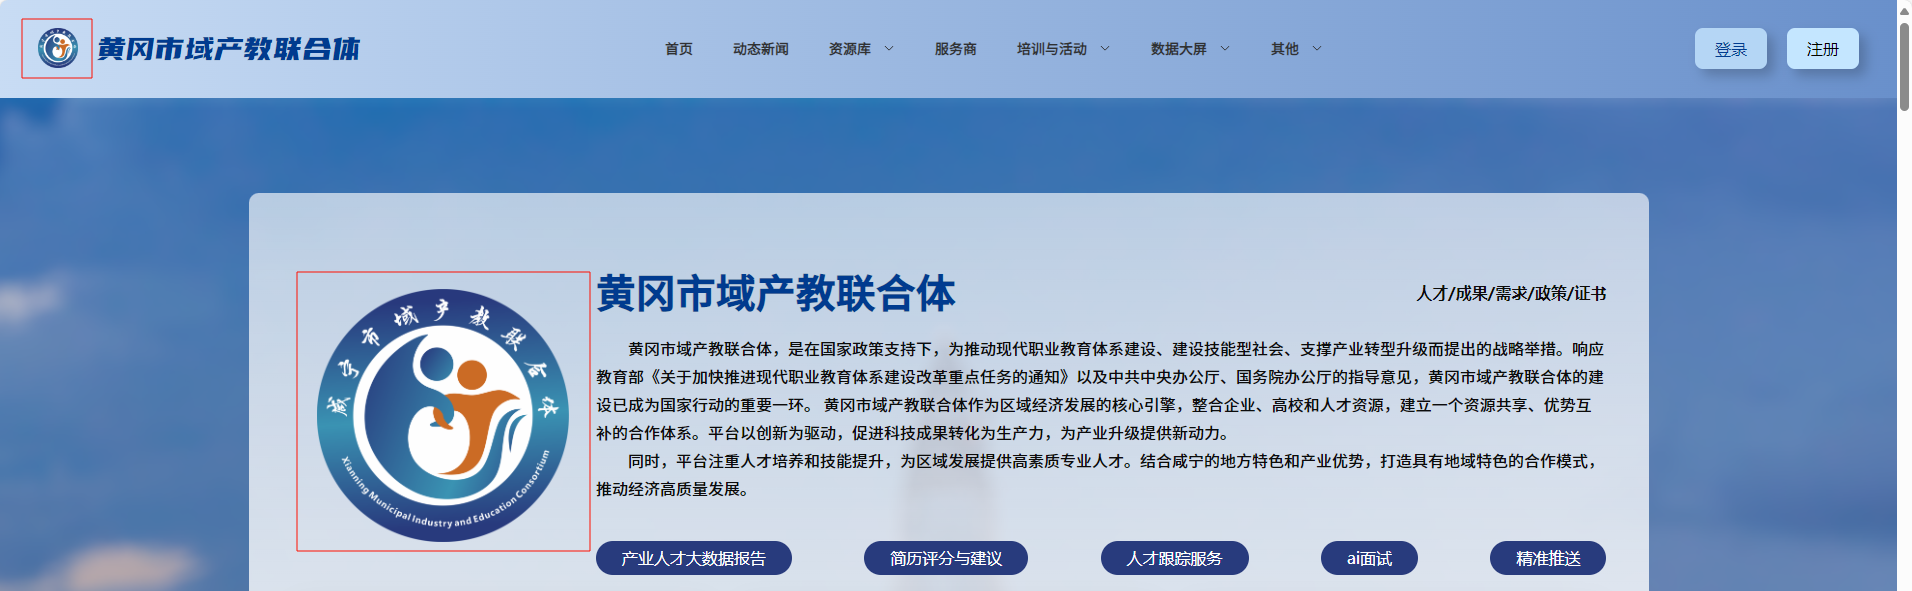 黄冈市域产教联合体
首页 动态新闻 资源库 服务商 培训与活动 数据大屏 其他
登录 注册
咸宁市域产教联合体
Xianning Municipal Industry and Education Consortium
黄冈市域产教联合体
人才/成果/需求/政策/证书
黄冈市域产教联合体，是在国家政策支持下，为推动现代职业教育体系建设、建设技能型社会、支撑产业转型升级而提出的战略举措。响应
教育部《关于加快推进现代职业教育体系建设改革重点任务的通知》以及中共中央办公厅、国务院办公厅的指导意见，黄冈市域产教联合体的建
设已成为国家行动的重要一环。 黄冈市域产教联合体作为区域经济发展的核心引擎，整合企业、高校和人才资源，建立一个资源共享、优势互
补的合作体系。平台以创新为驱动，促进科技成果转化为生产力，为产业升级提供新动力。
同时，平台注重人才培养和技能提升，为区域发展提供高素质专业人才。结合咸宁的地方特色和产业优势，打造具有地域特色的合作模式，
推动经济高质量发展。
产业人才大数据报告 简历评分与建议 人才跟踪服务 ai面试 精准推送